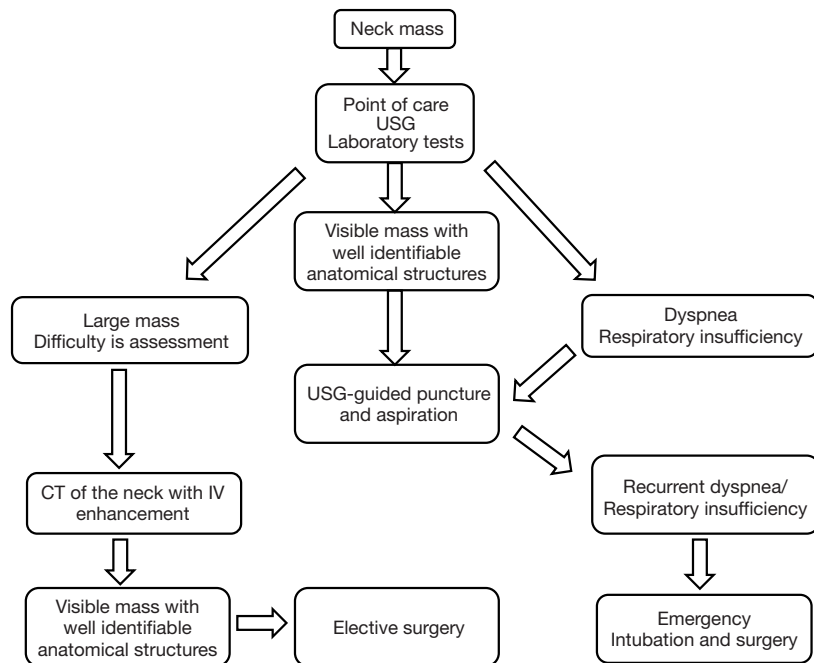 Neck mass
Point of care
USG
Laboratory tests
Visible mass with
well identifiable
anatomical structures
Large mass
Difficulty is assessment
Dyspnea
Respiratory insufficiency
USG-guided puncture
and aspiration
CT of the neck with IV
enhancement
Recurrent dyspnea/
Respiratory insufficiency
Visible mass with
well identifiable
anatomical structures
Elective surgery
Emergency
Intubation and surgery